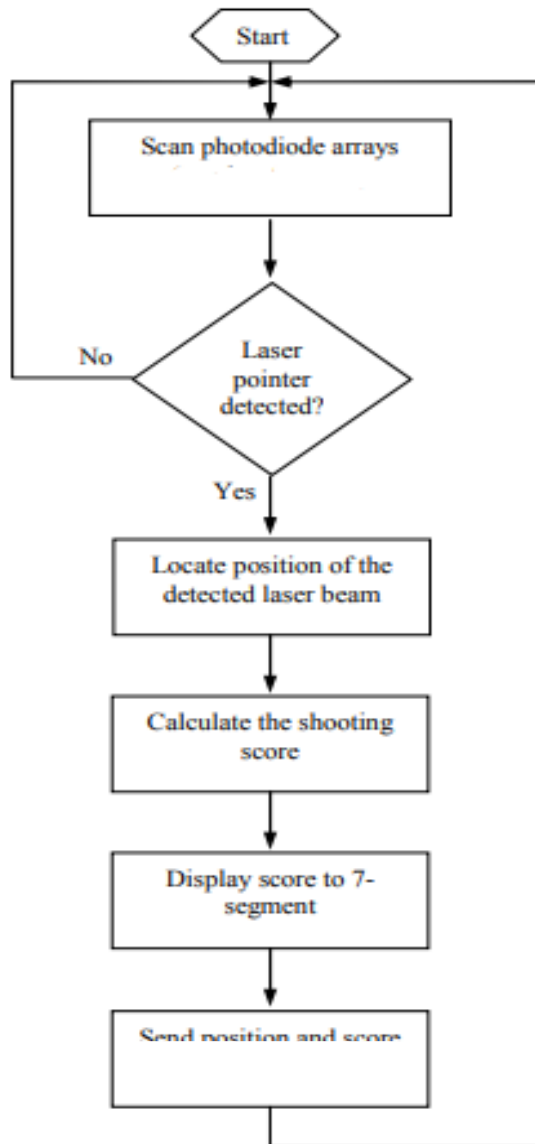 Start
Scan photodiode arrays
No
Laser
pointer
detected?
Yes
Locate position of the
detected laser beam
Calculate the shooting
score
Display score to 7-
segment
Send position and score